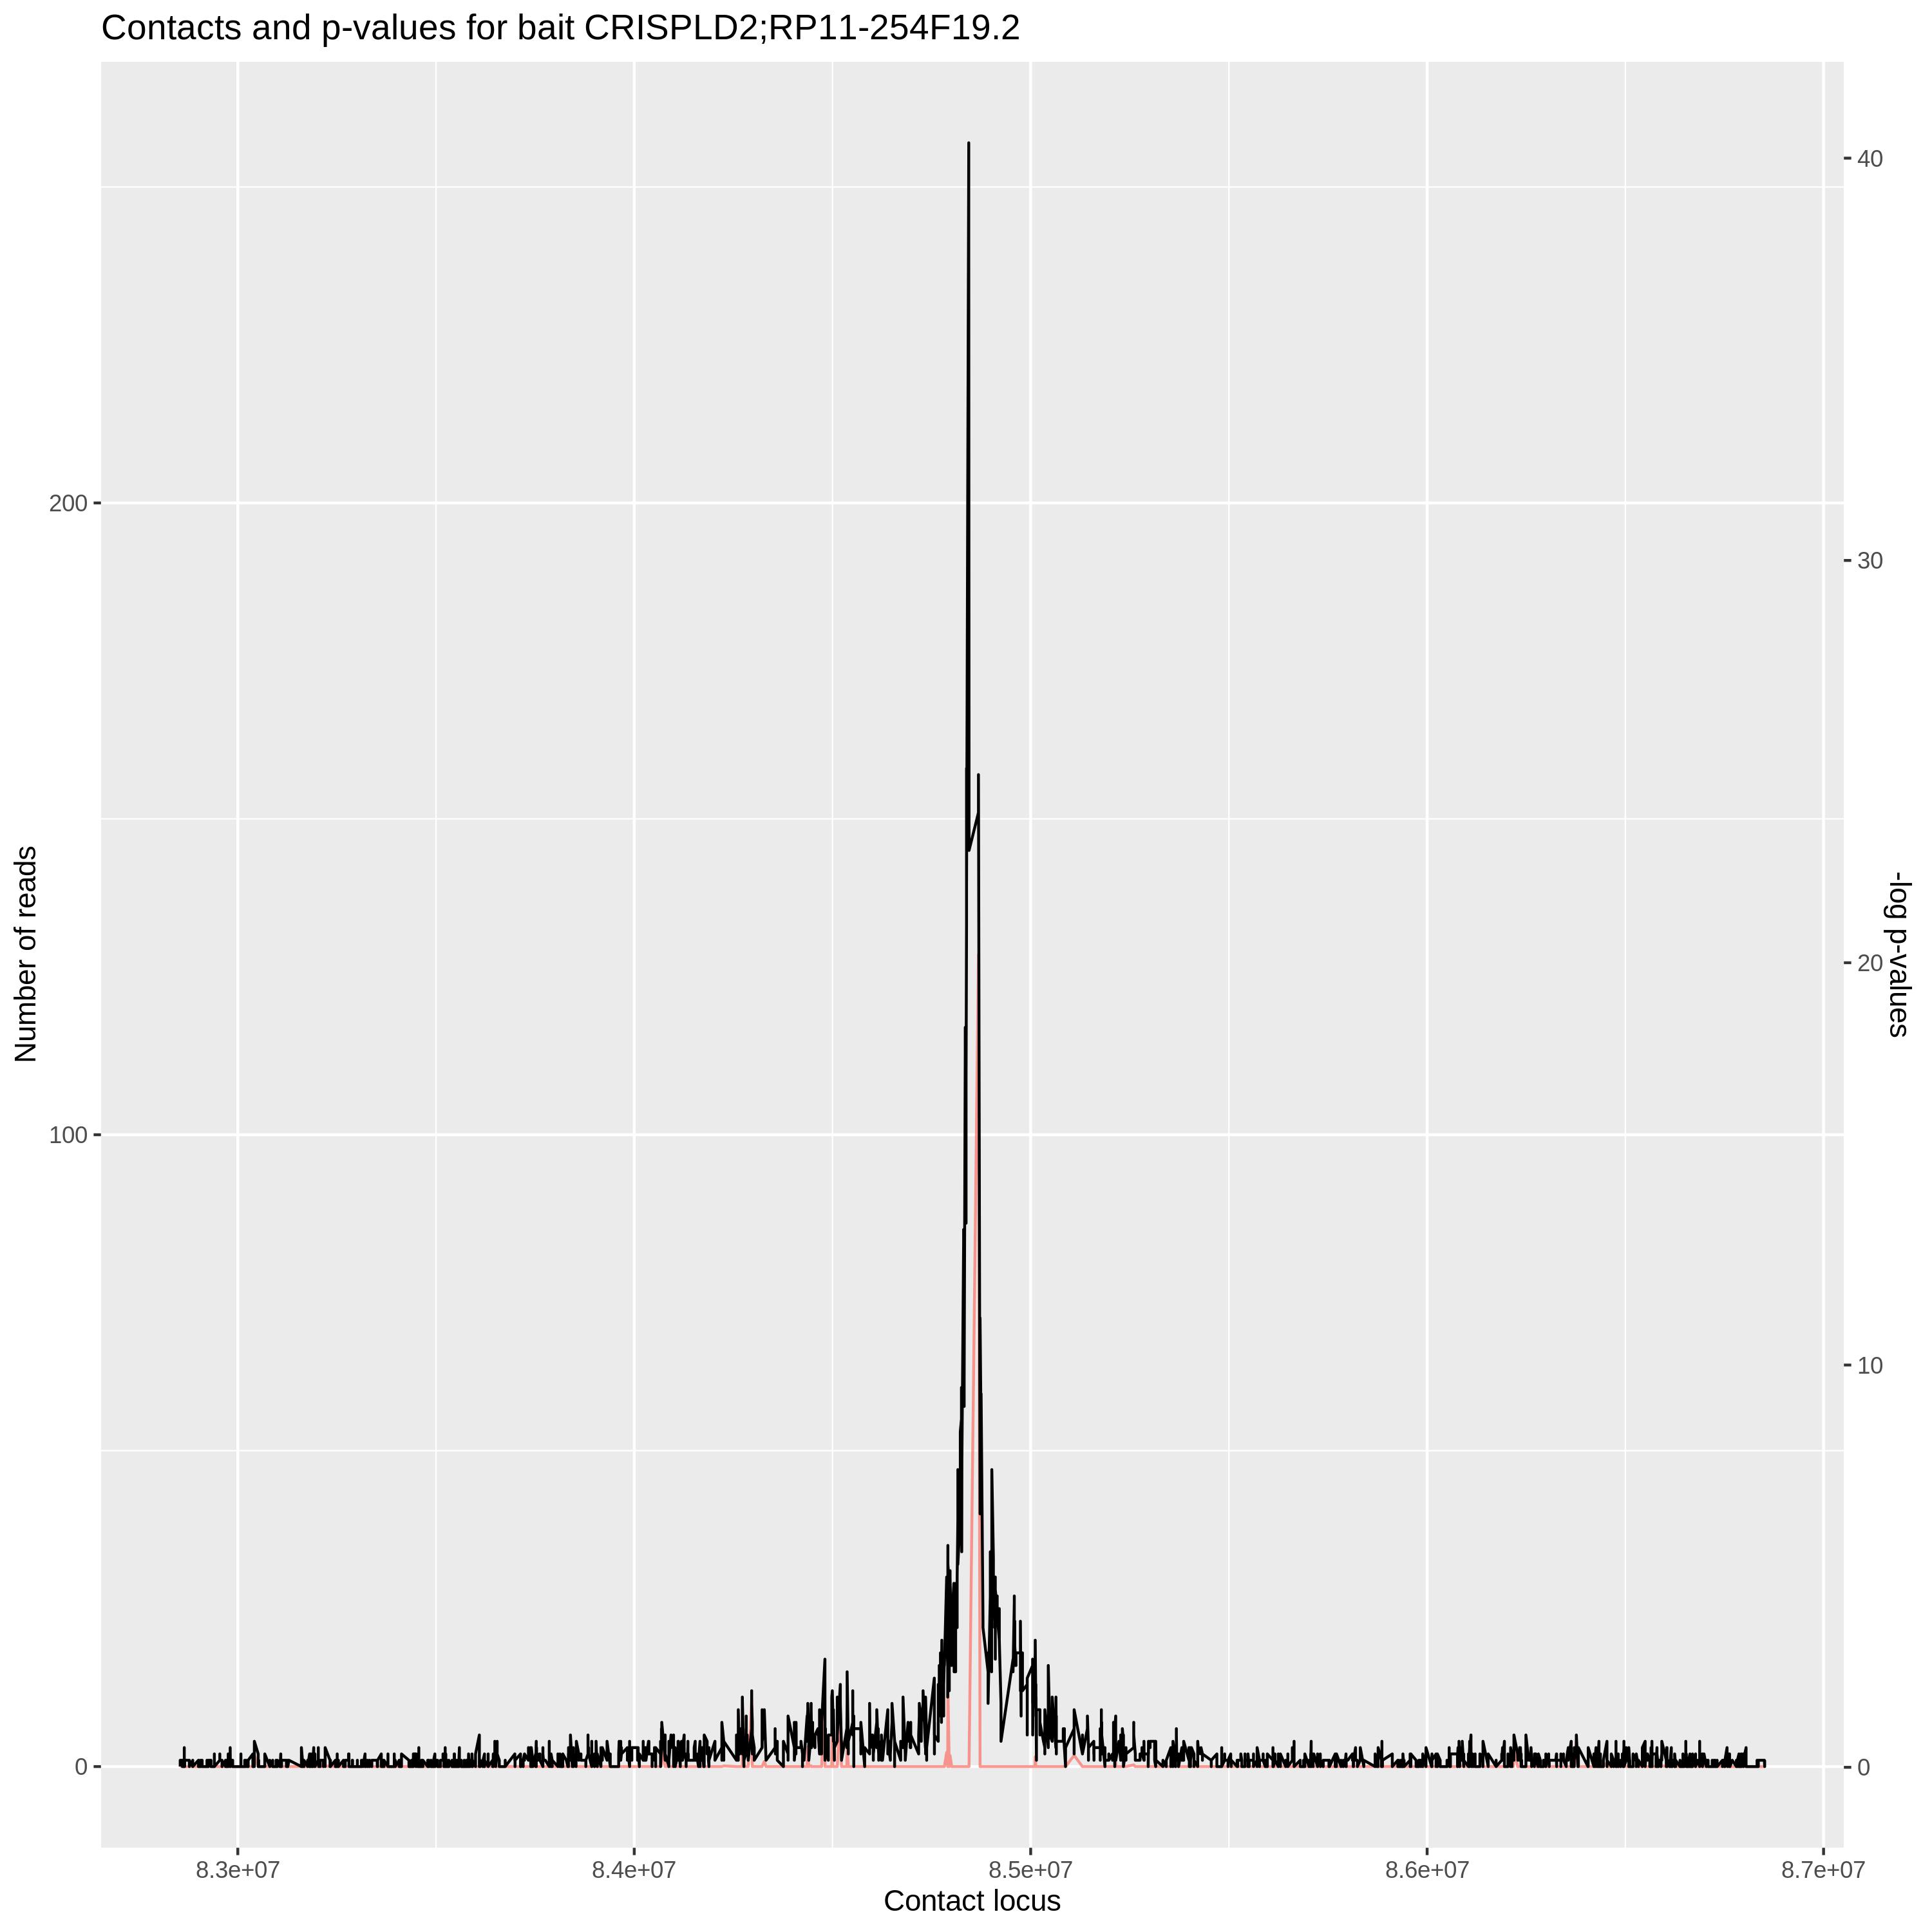 Contacts and p-values for bait CRISPLD2;RP11-254F19.2
Number of reads
200
100
0
40
30
20
10
0
-log p-values
8.3e+07
8.4e+07
8.5e+07
8.6e+07
8.7e+07
Contact locus